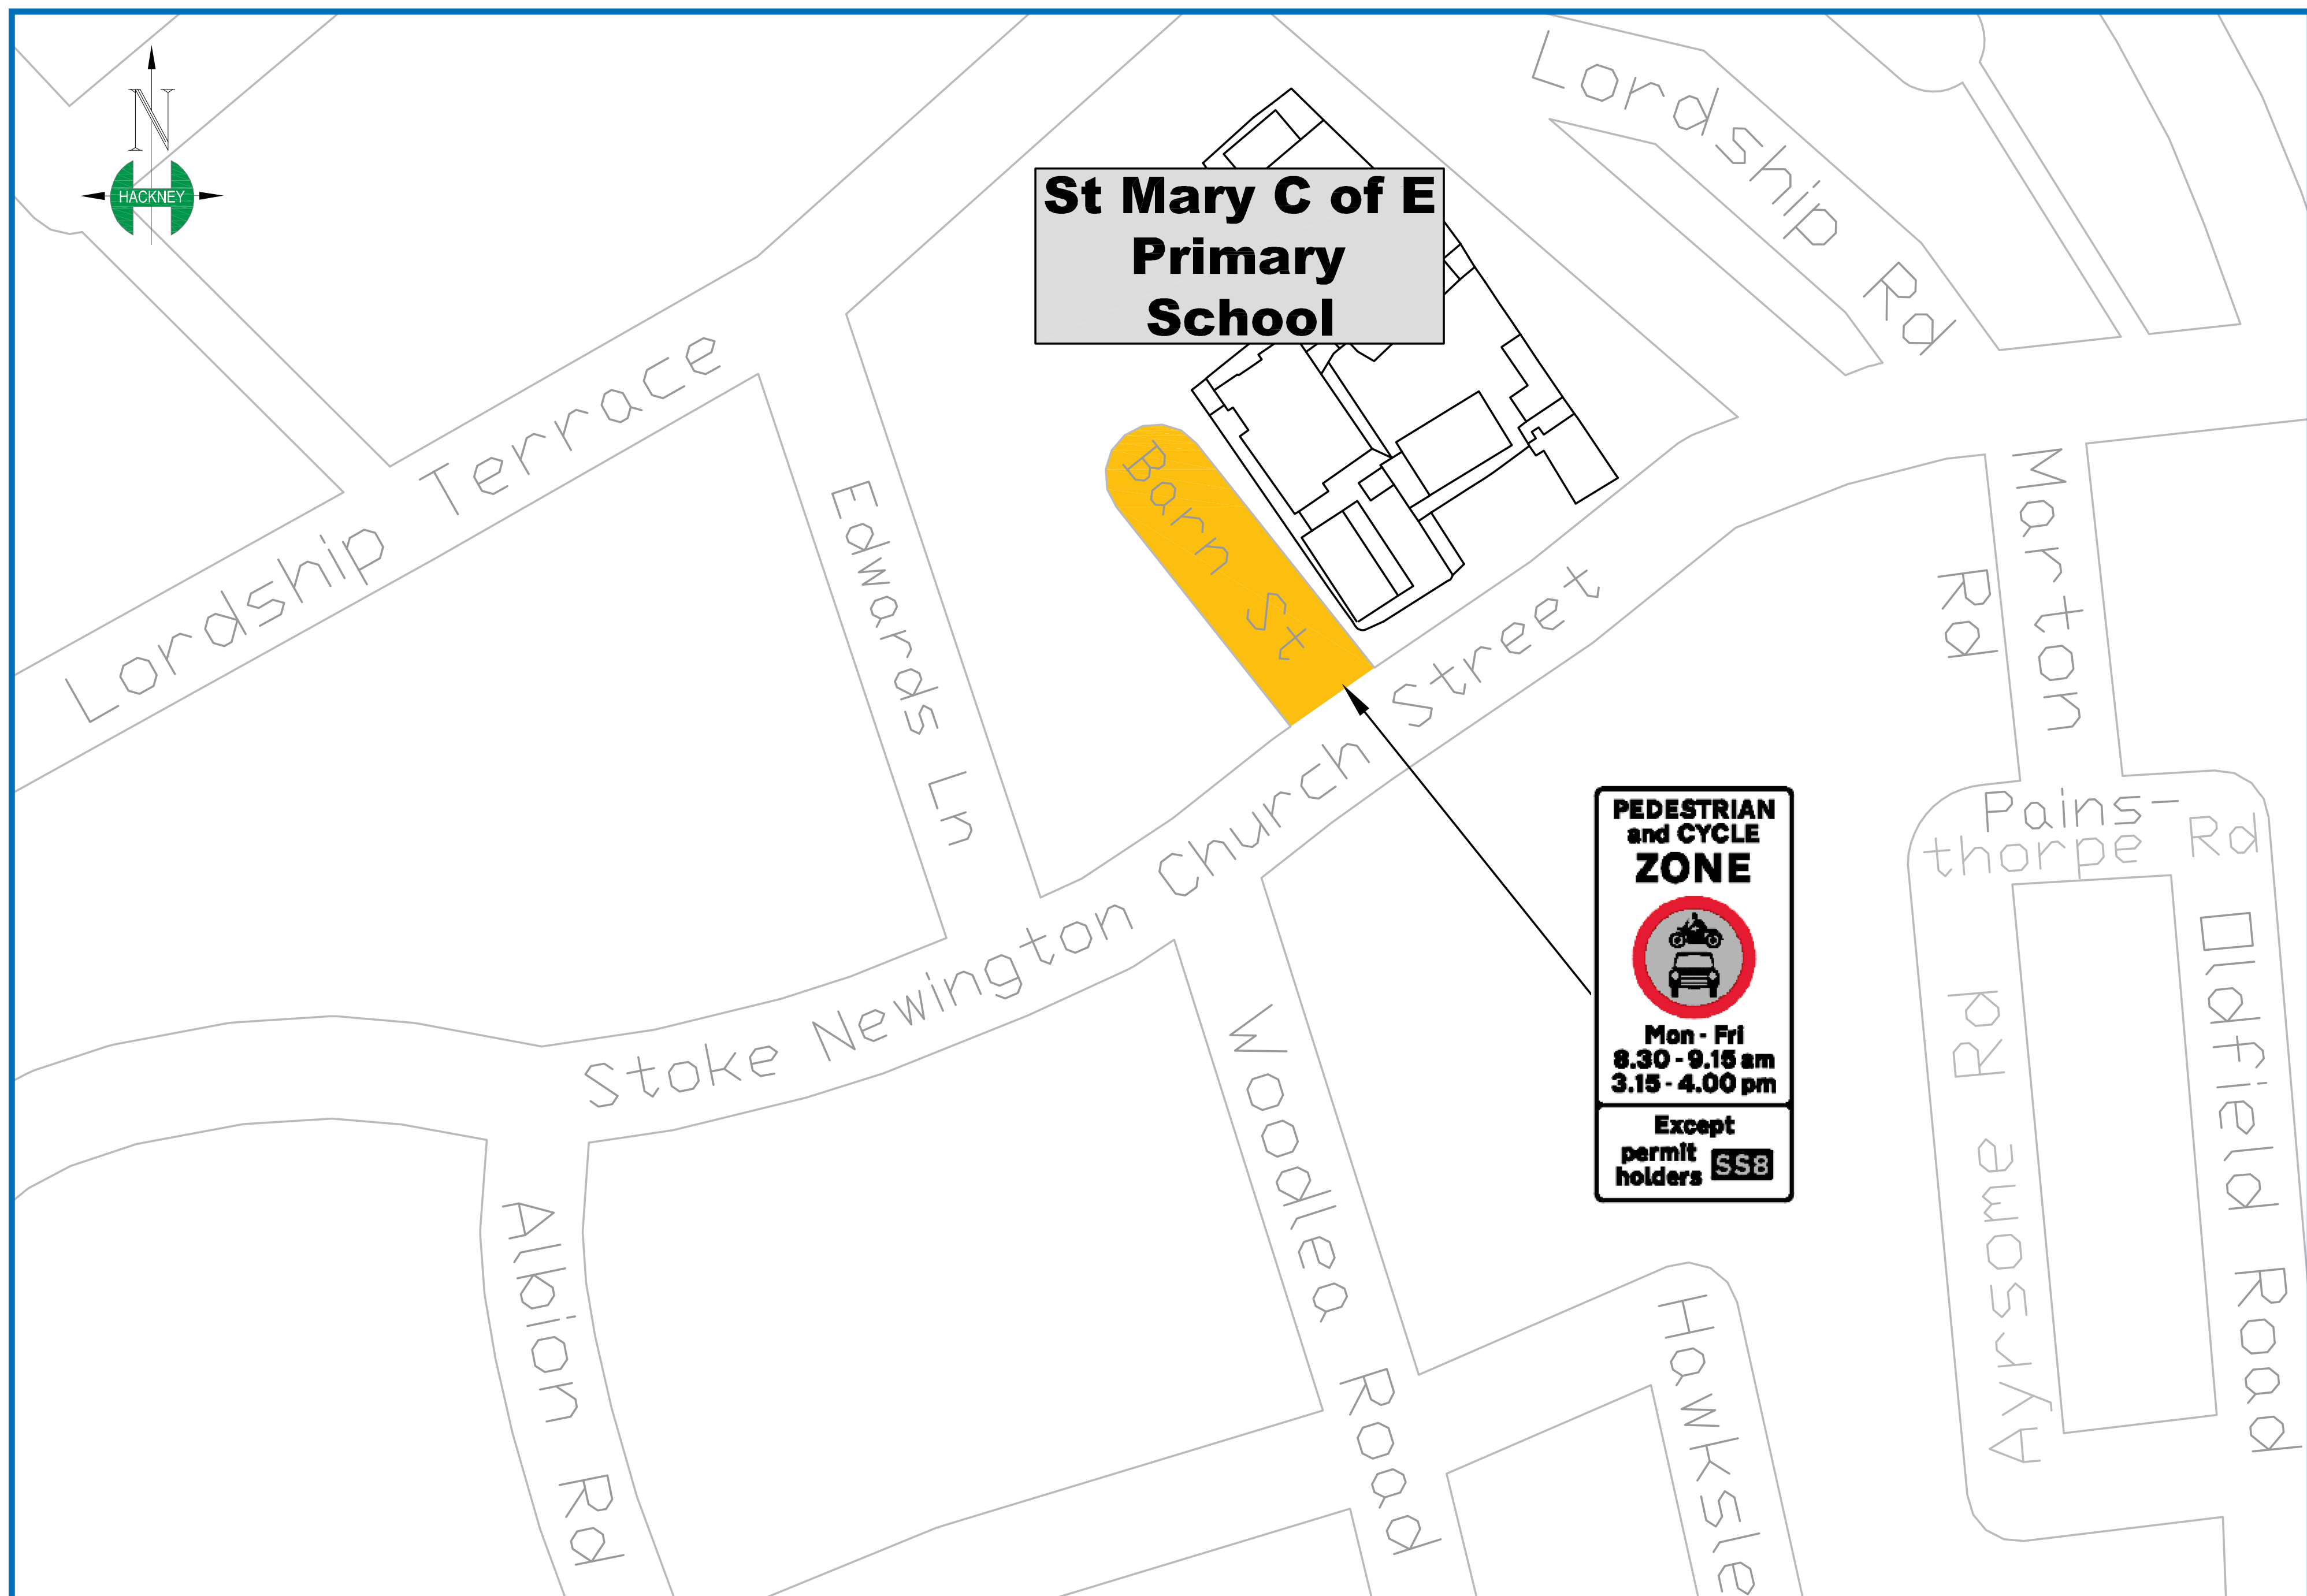 N
HACKNEY
St Mary C of E
Primary
School
Lordship Rd
Lordship Terrace
Edwards Ln
Barn St
Stoke Newington Church Street
Marton
Rd
Pains-
thorpe Rd
PEDESTRIAN
and CYCLE
ZONE
Mon - Fri
8.30 - 9.15 am
3.15 - 4.00 pm
Except
permit
holders SS8
Woodlea Road
Albion Rd
Hawksle
Ayrsome Rd
Oldfield Road